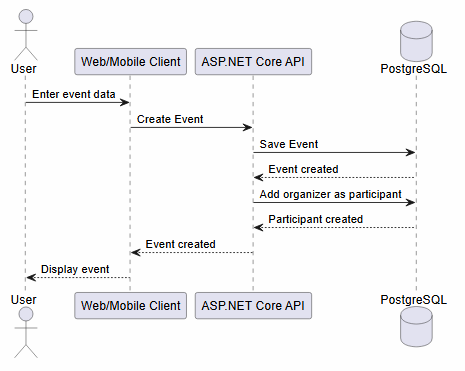 User
Web/Mobile Client
ASP.NET Core API
PostgreSQL
Enter event data
Create Event
Save Event
Event created
Add organizer as participant
Participant created
Event created
Display event
User
Web/Mobile Client
ASP.NET Core API
PostgreSQL